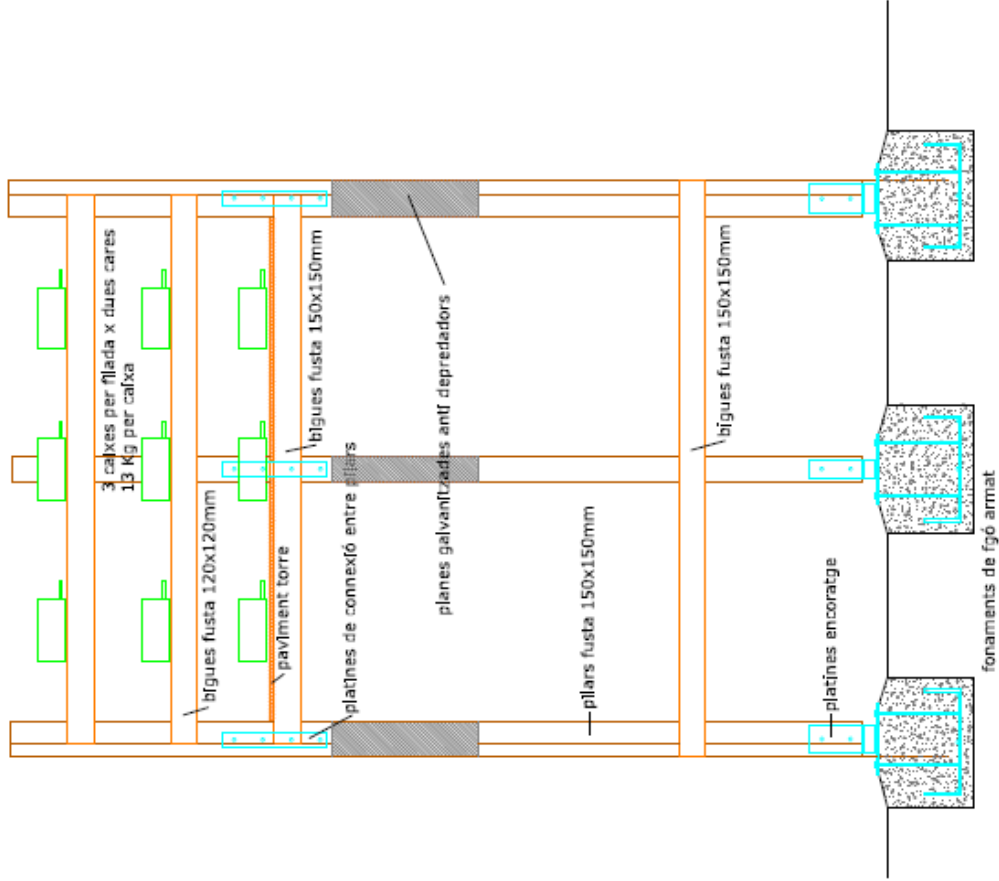 3 caixes per filada x dues cares
13 Kg per caixa
bigues fusta 120x120mm
paviment torre
bigues fusta 150x150mm
platines de connexió entre pilars
planes galvanitzades anti depredadors
pilars fusta 150x150mm
bigues fusta 150x150mm
platines encoratge
fonaments de fgó armat